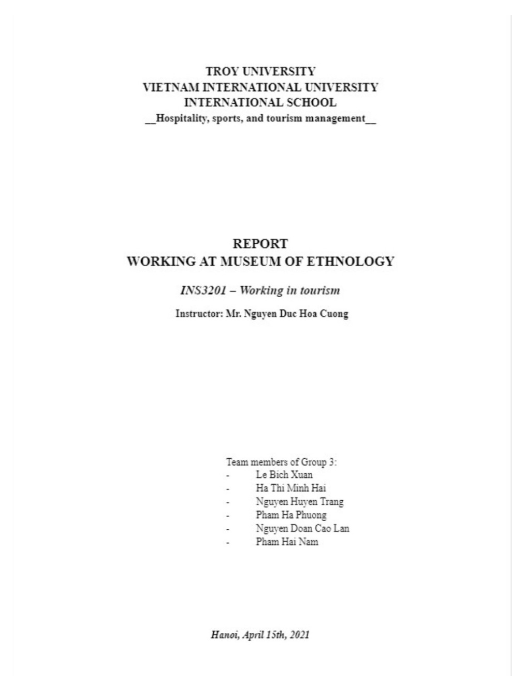 TROY UNIVERSITY
VIETNAM INTERNATIONAL UNIVERSITY
INTERNATIONAL SCHOOL
__Hospitality, sports, and tourism management__
REPORT
WORKING AT MUSEUM OF ETHNOLOGY
INS3201 – Working in tourism
Instructor: Mr. Nguyen Duc Hoa Cuong
Team members of Group 3:
- Le Bich Xuan
- Ha Thi Minh Hai
- Nguyen Huyen Trang
- Pham Ha Phuong
- Nguyen Doan Cao Lan
- Pham Hai Nam
Hanoi, April 15th, 2021